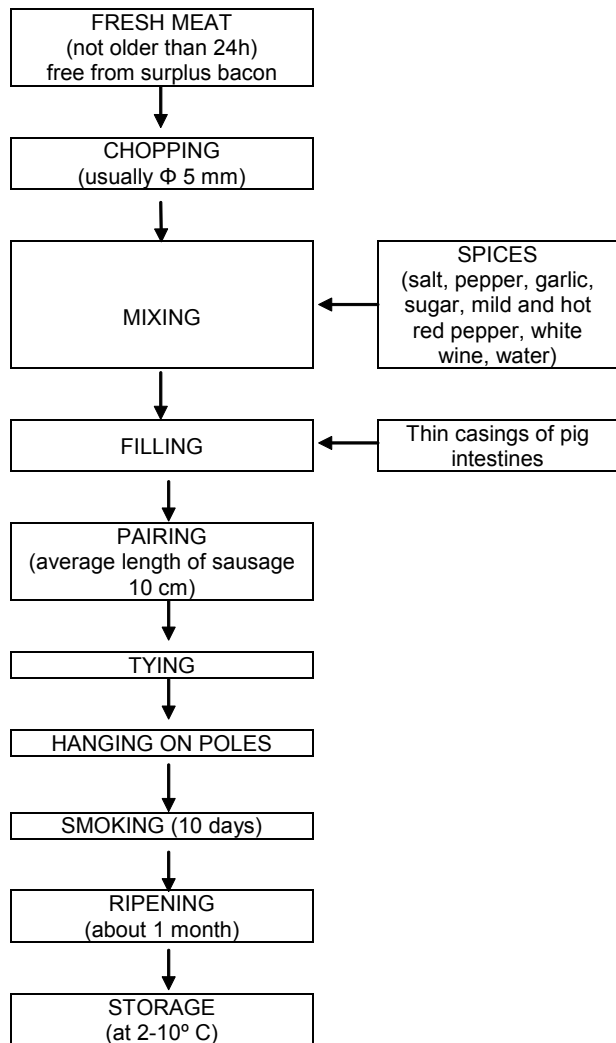 FRESH MEAT
(not older than 24h)
free from surplus bacon
CHOPPING
(usually Φ 5 mm)
MIXING
SPICES
(salt, pepper, garlic,
sugar, mild and hot
red pepper, white
wine, water)
FILLING
Thin casings of pig
intestines
PAIRING
(average length of sausage
10 cm)
TYING
HANGING ON POLES
SMOKING (10 days)
RIPENING
(about 1 month)
STORAGE
(at 2-10º C)